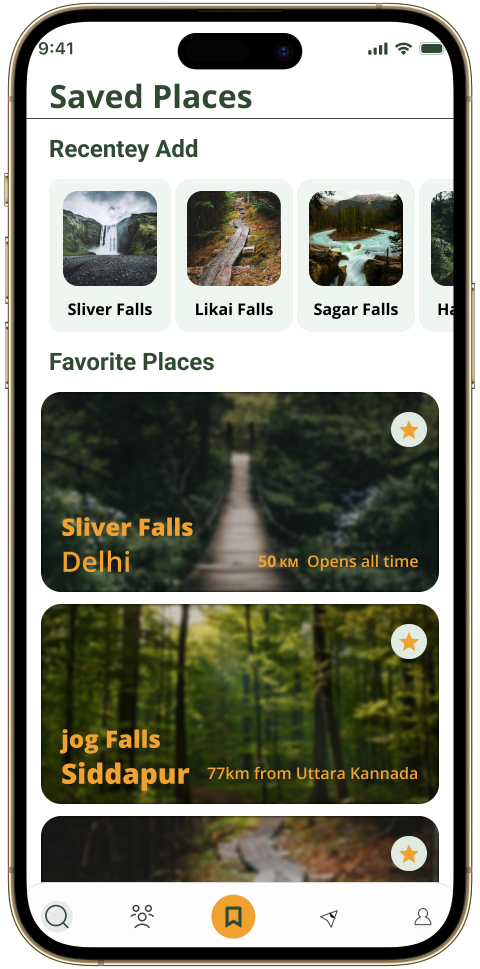 9:41
Saved Places
Recentey Add
Sliver Falls
Likai Falls
Sagar Falls
Ha
Favorite Places
Sliver Falls
Delhi
50 KM Opens all time
jog Falls
Siddapur
77km from Uttara Kannada